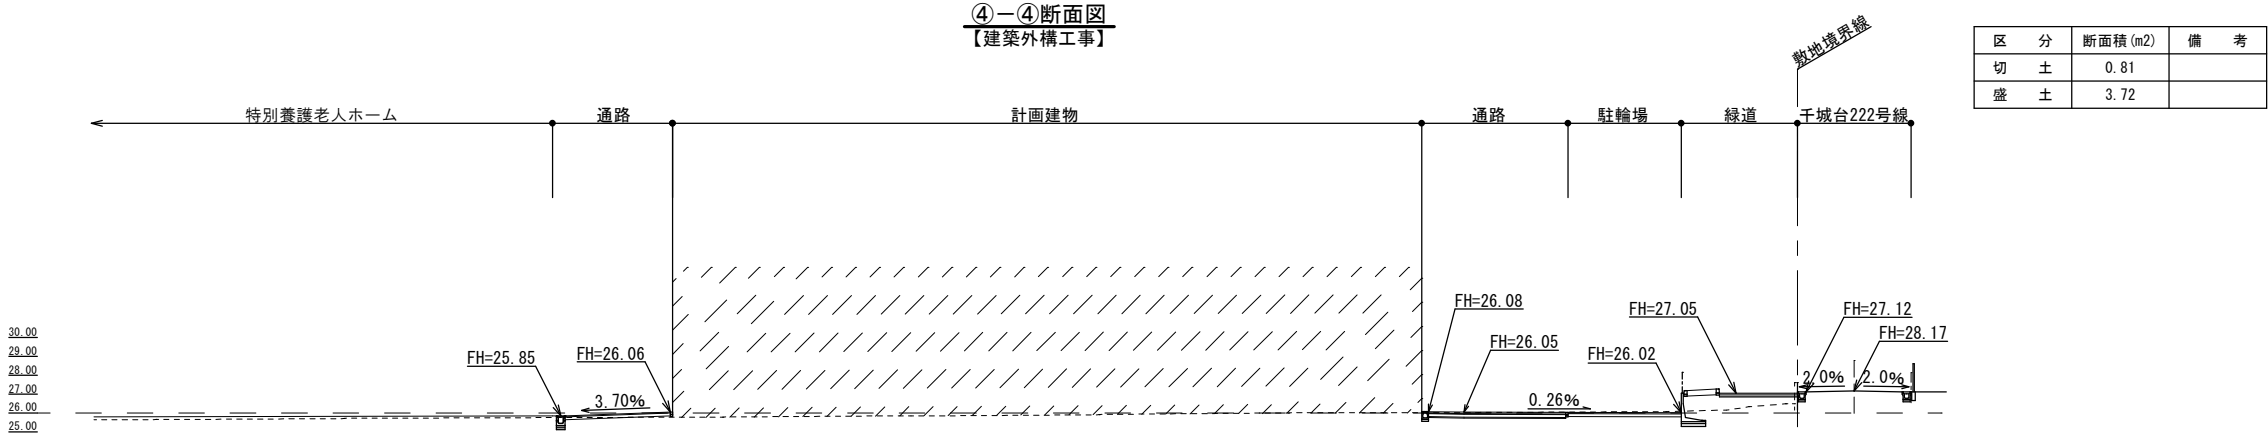 ④－④断面図
【建築外構工事】
敷地境界線
区　分 断面積(m2) 備　考
切　土 0.81
盛　土 3.72
特別養護老人ホーム 通路 計画建物 通路 駐輪場 緑道 千城台222号線
FH=26.08
FH=27.05
FH=27.12
FH=28.17
FH=25.85
FH=26.06
FH=26.05
FH=26.02
3.70%
0.26%
2.0%
2.0%
30.00
29.00
28.00
27.00
26.00
25.00